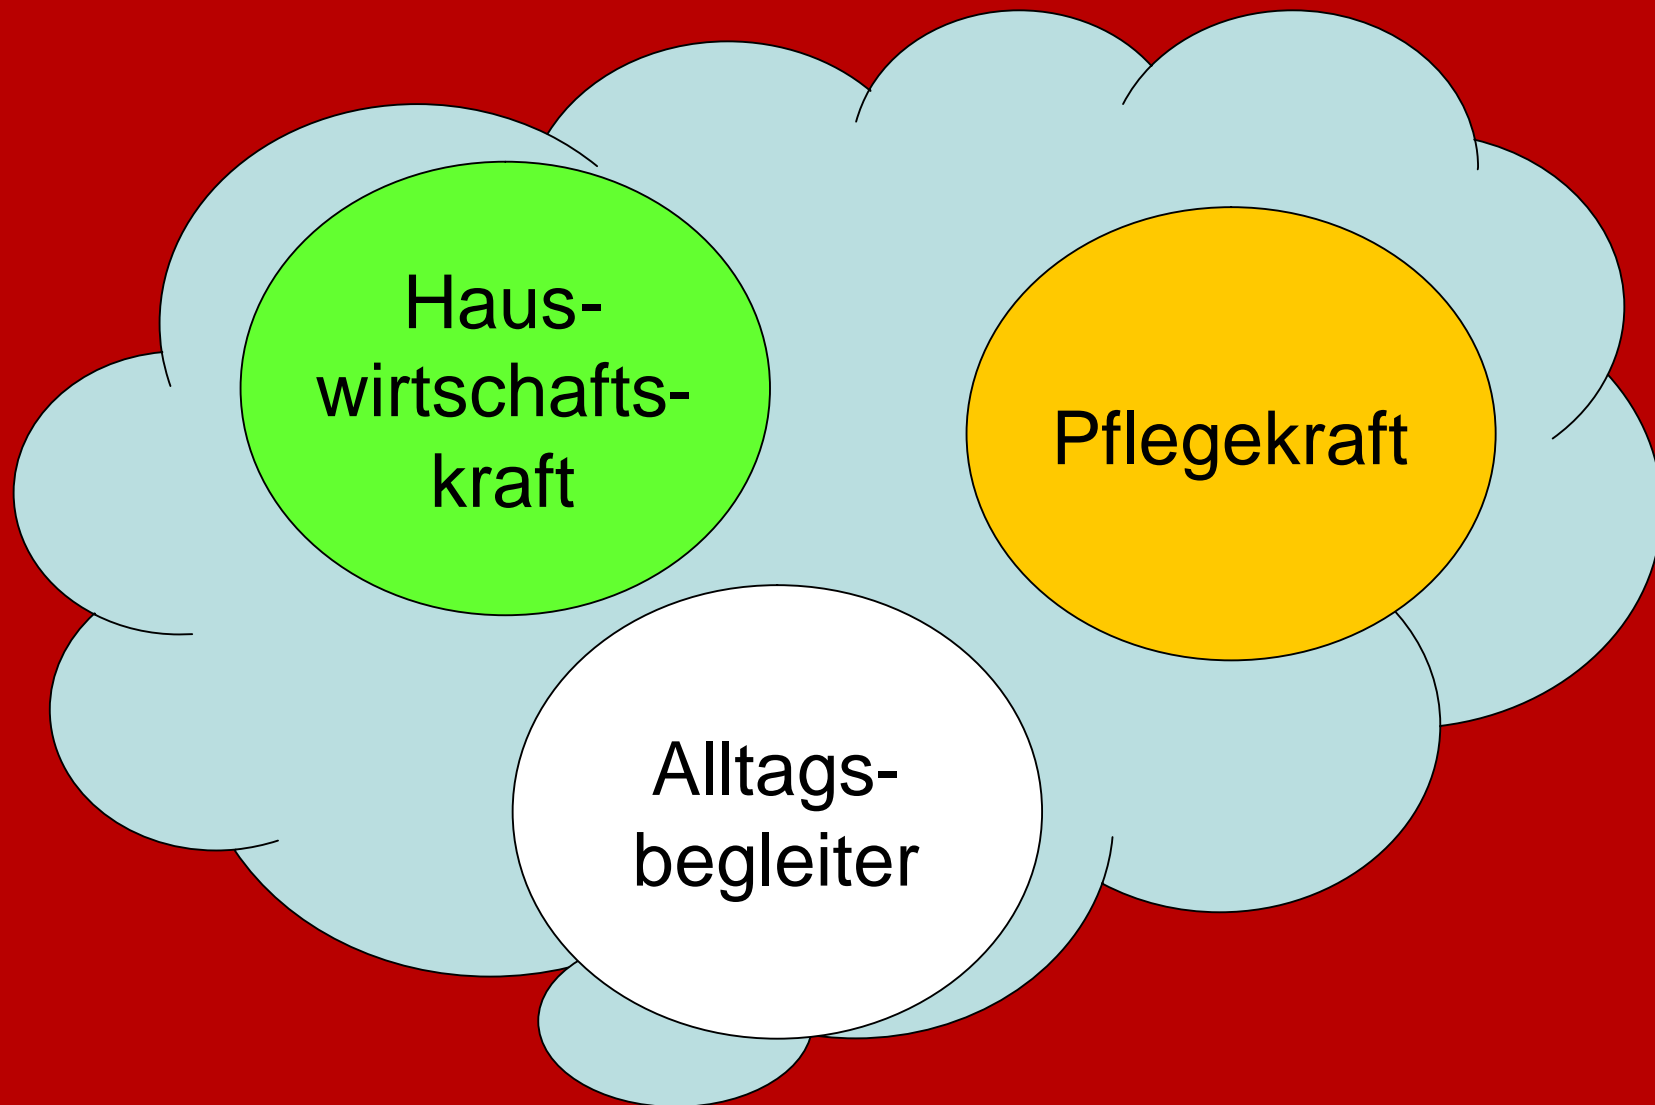 Haus-
wirtschafts-
kraft
Pflegekraft
Alltags-
begleiter